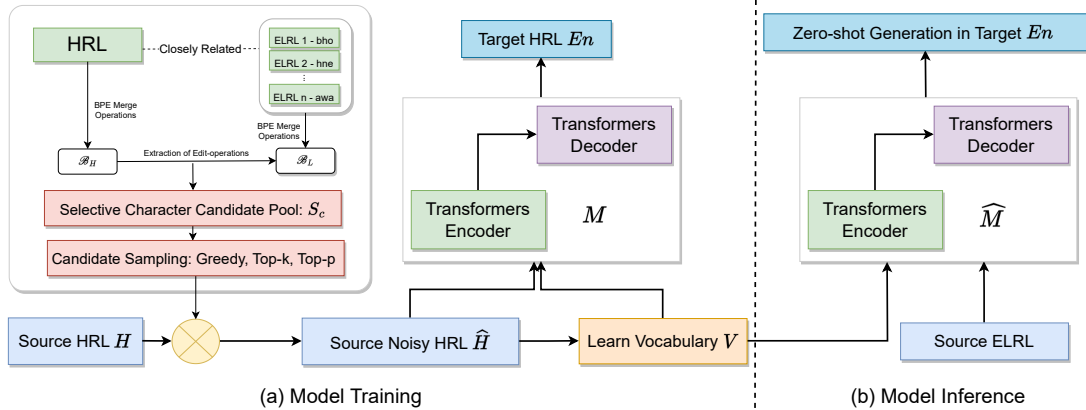 HRL
Closely Related
ELRL 1 - bho
ELRL 2 - hne
⋮
ELRL n - awa
BPE Merge
Operations
BPE Merge
Operations
ℬ_H
Extraction of Edit-operations
ℬ_L
Selective Character Candidate Pool: S_c
Candidate Sampling: Greedy, Top-k, Top-p
Source HRL H
Source Noisy HRL Ĥ
Learn Vocabulary V
Target HRL En
Transformers
Decoder
Transformers
Encoder
M
(a) Model Training
Zero-shot Generation in Target En
Transformers
Decoder
Transformers
Encoder
M̂
Source ELRL
(b) Model Inference